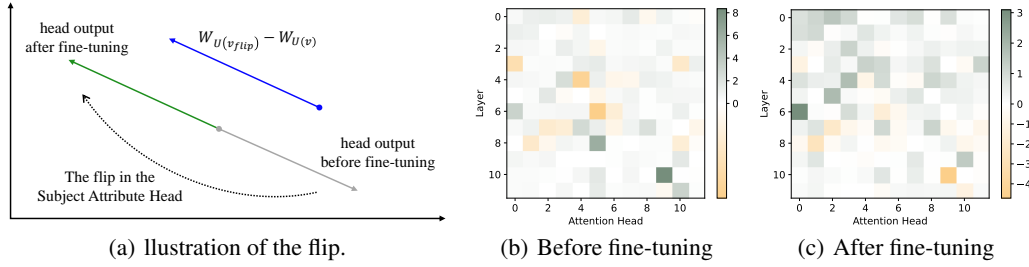 head output
after fine-tuning
W_{U(v_{flip})} − W_{U(v)}
head output
before fine-tuning
The flip in the
Subject Attribute Head
(a) llustration of the flip.
Layer
0
2
4
6
8
10
0 2 4 6 8 10
Attention Head
8
6
4
2
0
(b) Before fine-tuning
Layer
0
2
4
6
8
10
0 2 4 6 8 10
Attention Head
3
2
1
0
−1
−2
−3
−4
(c) After fine-tuning